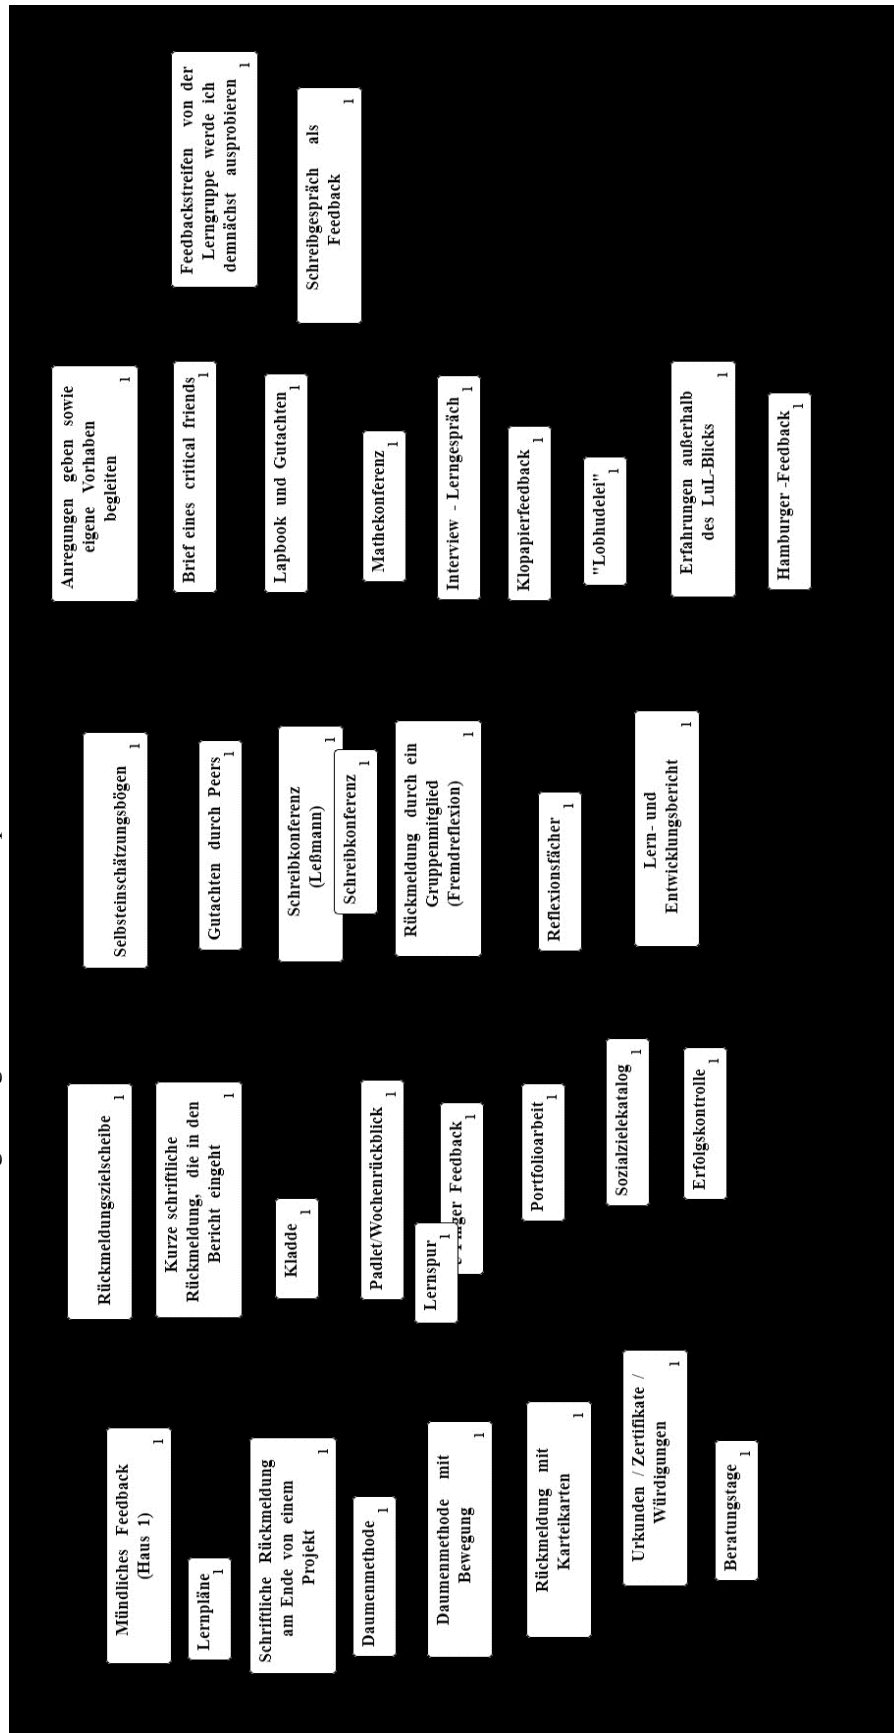 Mündliches Feedback
(Haus 1)
1
Lernpläne
1
Schriftliche Rückmeldung
am Ende von einem
Projekt
1
Daumenmethode
1
Daumenmethode mit
Bewegung
1
Rückmeldung mit
Karteikarten
1
Urkunden / Zertifikate /
Würdigungen
1
Beratungstage
1
Rückmeldungszielscheibe
1
Kurze schriftliche
Rückmeldung, die in den
Bericht eingeht
1
Kladde
1
Padlet/Wochenrückblick
1
Lernspur
1
Feedback
1
Portfolioarbeit
1
Sozialzielekatalog
1
Erfolgskontrolle
1
Selbsteinschätzungsbögen
1
Gutachten durch Peers
1
Schreibkonferenz
(Leßmann)
1
Schreibkonferenz
1
Rückmeldung durch ein
Gruppenmitglied
(Fremdreflexion)
1
Reflexionsfächer
1
Lern- und
Entwicklungsbericht
1
Anregungen geben sowie
eigene Vorhaben
begleiten
1
Brief eines critical friends
1
Lapbook und Gutachten
1
Mathekonferenz
1
Interview - Lerngespräch
1
Klopapierfeedback
1
"Lobhudelei"
1
Erfahrungen außerhalb
des LuL-Blicks
1
Hamburger -Feedback
1
Feedbackstreifen von der
Lerngruppe werde ich
demnächst ausprobieren
1
Schreibgespräch als
Feedback
1